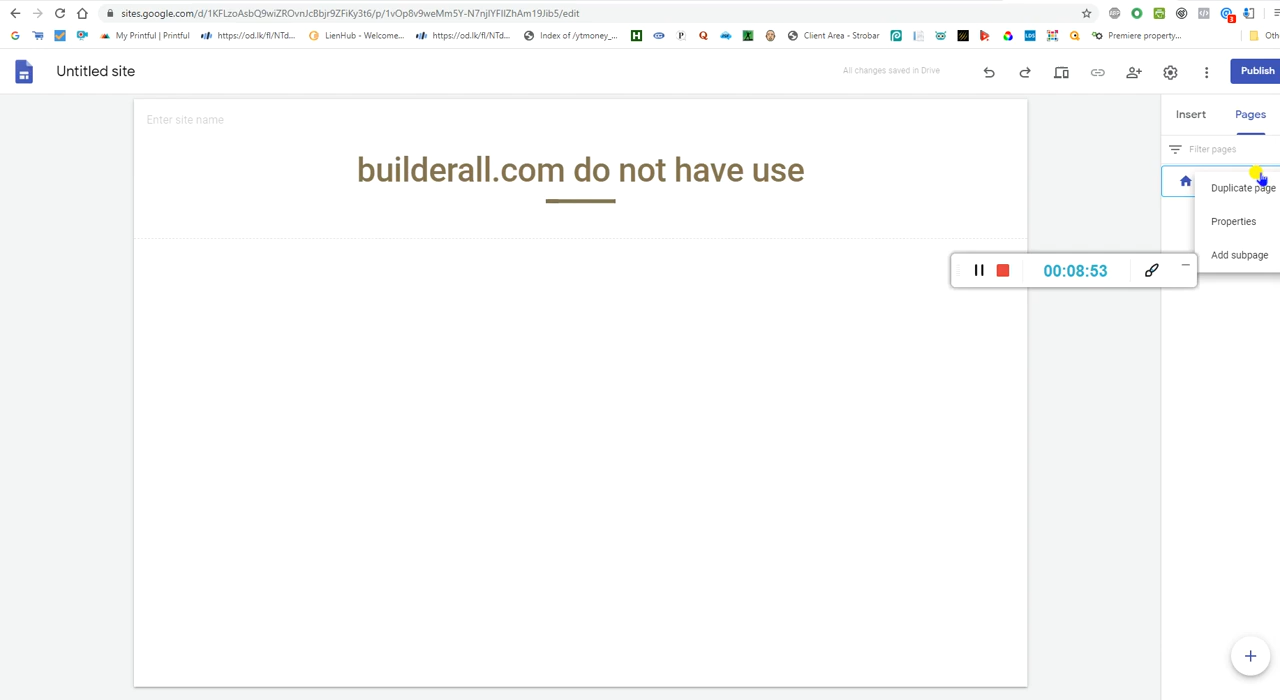 sites.google.com/d/1KFLzoAsbQ9wiZROvnJcBbjr9ZFiKy3t6/p/1vOp8v9weMm5Y-N7njlYFIlZhAm19Jib5/edit
My Printful | Printful
https://od.lk/fl/NTd...
LienHub - Welcome...
https://od.lk/fl/NTd...
Index of /ytmoney_...
Client Area - Strobar
Premiere property...
Oth
Untitled site
All changes saved in Drive
Publish
Insert
Pages
Enter site name
Filter pages
builderall.com do not have use
Duplicate page
Properties
Add subpage
00:08:53